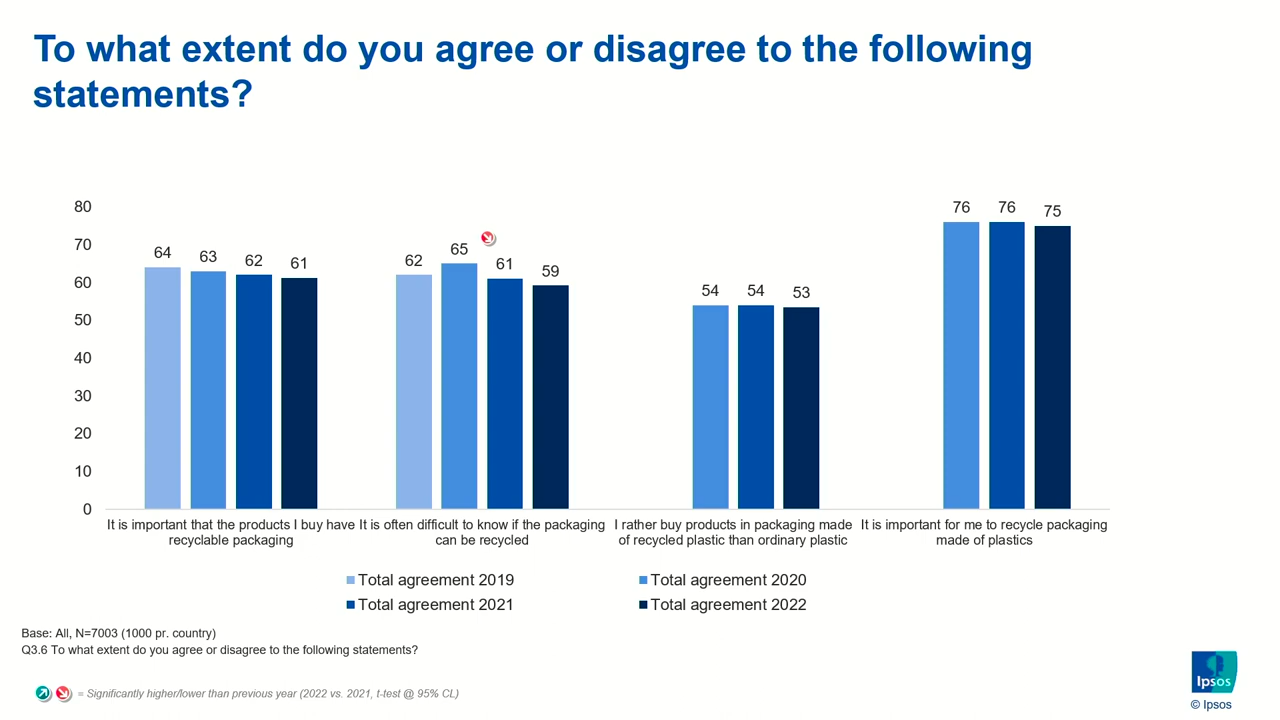 To what extent do you agree or disagree to the following
statements?
80
70
60
50
40
30
20
10
0
64
63
62
61
62
65
61
59
54
54
53
76
76
75
It is important that the products I buy have
recyclable packaging
It is often difficult to know if the packaging
can be recycled
I rather buy products in packaging made
of recycled plastic than ordinary plastic
It is important for me to recycle packaging
made of plastics
Total agreement 2019
Total agreement 2020
Total agreement 2021
Total agreement 2022
Base: All, N=7003 (1000 pr. country)
Q3.6 To what extent do you agree or disagree to the following statements?
= Significantly higher/lower than previous year (2022 vs. 2021, t-test @ 95% CL)
Ipsos
© Ipsos